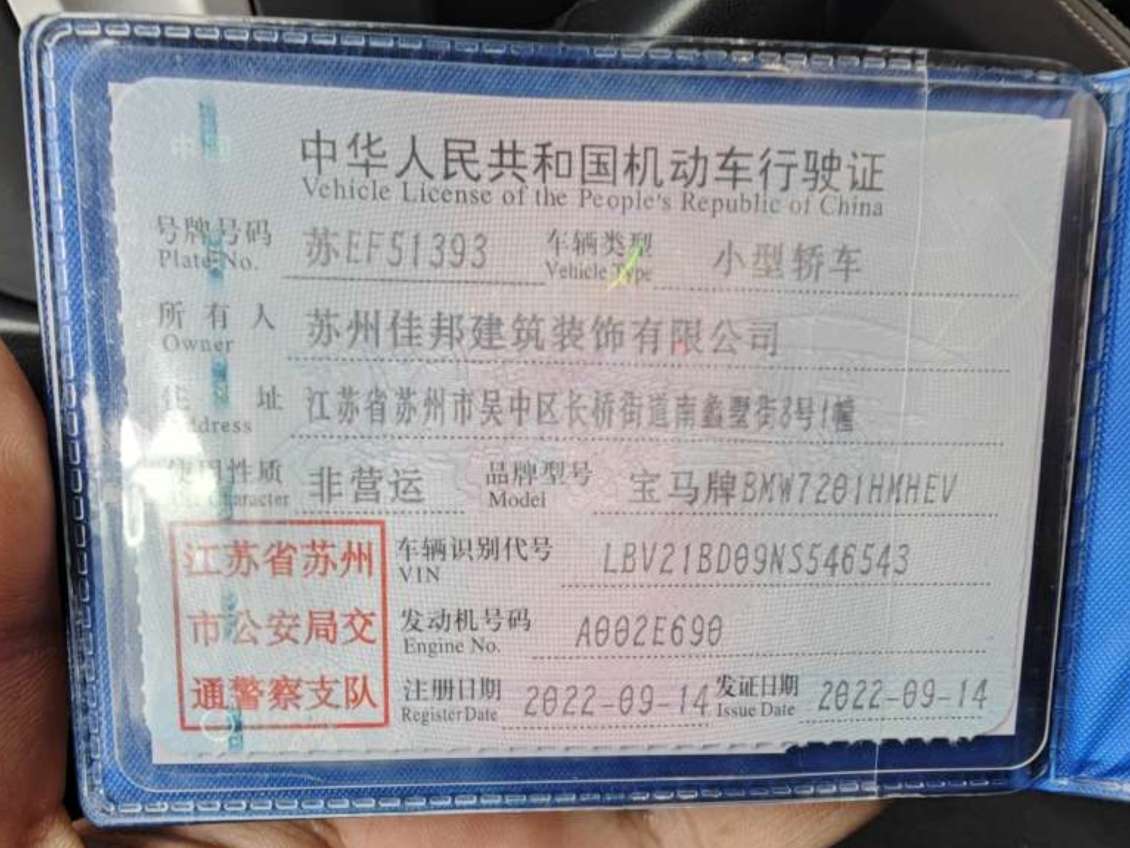 中华人民共和国机动车行驶证
Vehicle License of the People's Republic of China
号牌号码 苏EF51393 车辆类型 小型轿车
Plate No. Vehicle Type
所有人 苏州佳邦建筑装饰有限公司
Owner
住址 江苏省苏州市吴中区长桥街道南蠡墅街8号1幢
Address
使用性质 非营运 品牌型号 宝马牌BMW7201HMHEV
Use Character Model
江苏省苏州 车辆识别代号 LBV21BD09NS546543
VIN
市公安局交 发动机号码 A002E690
Engine No.
通警察支队 注册日期 2022-09-14 发证日期 2022-09-14
Register Date Issue Date